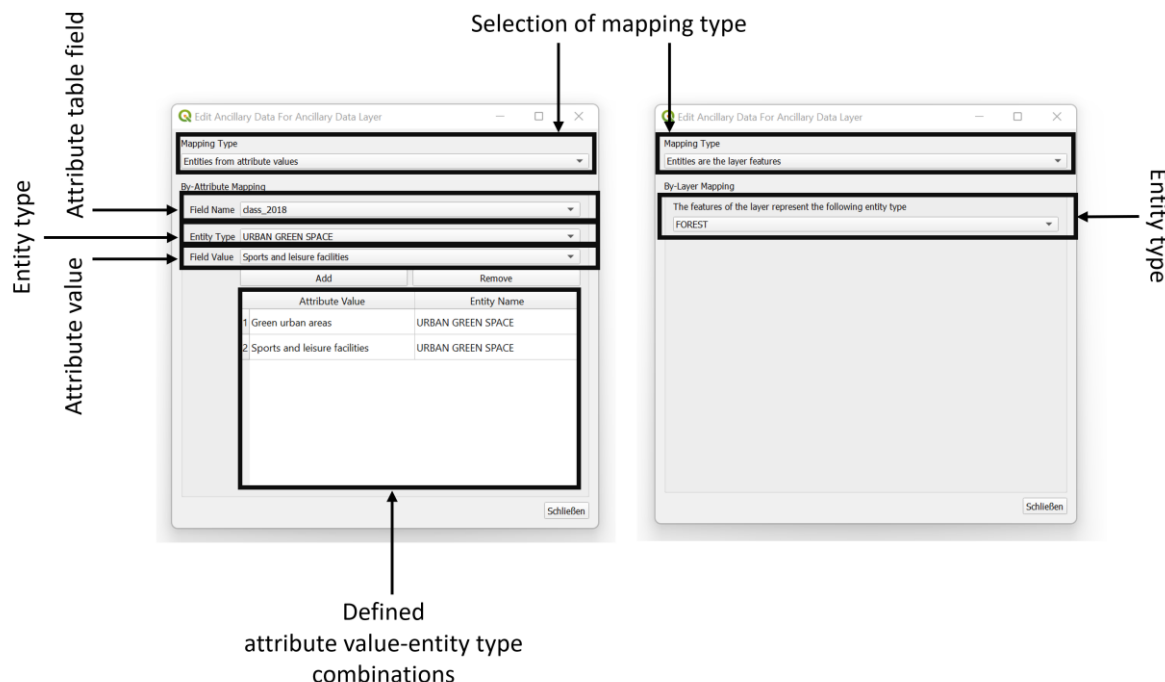 Selection of mapping type
Attribute table field
Entity type
Attribute value
Edit Ancillary Data For Ancillary Data Layer
Mapping Type
Entities from attribute values
By-Attribute Mapping
Field Name class_2018
Entity Type URBAN GREEN SPACE
Field Value Sports and leisure facilities
Add Remove
Attribute Value Entity Name
1 Green urban areas URBAN GREEN SPACE
2 Sports and leisure facilities URBAN GREEN SPACE
Schließen
Edit Ancillary Data For Ancillary Data Layer
Mapping Type
Entities are the layer features
By-Layer Mapping
The features of the layer represent the following entity type
FOREST
Schließen
Entity type
Defined
attribute value-entity type
combinations